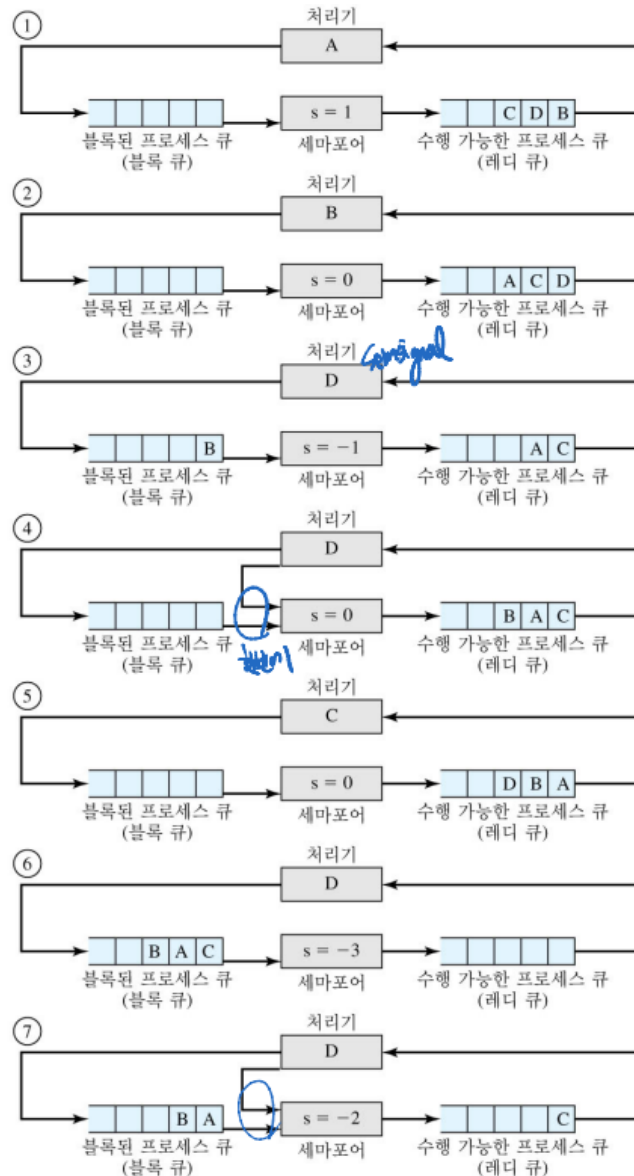 ①
처리기
A
s = 1
C D B
블록된 프로세스 큐
(블록 큐)
세마포어
수행 가능한 프로세스 큐
(레디 큐)
②
처리기
B
s = 0
A C D
블록된 프로세스 큐
(블록 큐)
세마포어
수행 가능한 프로세스 큐
(레디 큐)
③
처리기
D
B
s = −1
A C
블록된 프로세스 큐
(블록 큐)
세마포어
수행 가능한 프로세스 큐
(레디 큐)
④
처리기
D
s = 0
B A C
블록된 프로세스 큐
(블록 큐)
세마포어
수행 가능한 프로세스 큐
(레디 큐)
⑤
처리기
C
s = 0
D B A
블록된 프로세스 큐
(블록 큐)
세마포어
수행 가능한 프로세스 큐
(레디 큐)
⑥
처리기
D
B A C
s = −3
블록된 프로세스 큐
(블록 큐)
세마포어
수행 가능한 프로세스 큐
(레디 큐)
⑦
처리기
D
B A
s = −2
C
블록된 프로세스 큐
(블록 큐)
세마포어
수행 가능한 프로세스 큐
(레디 큐)